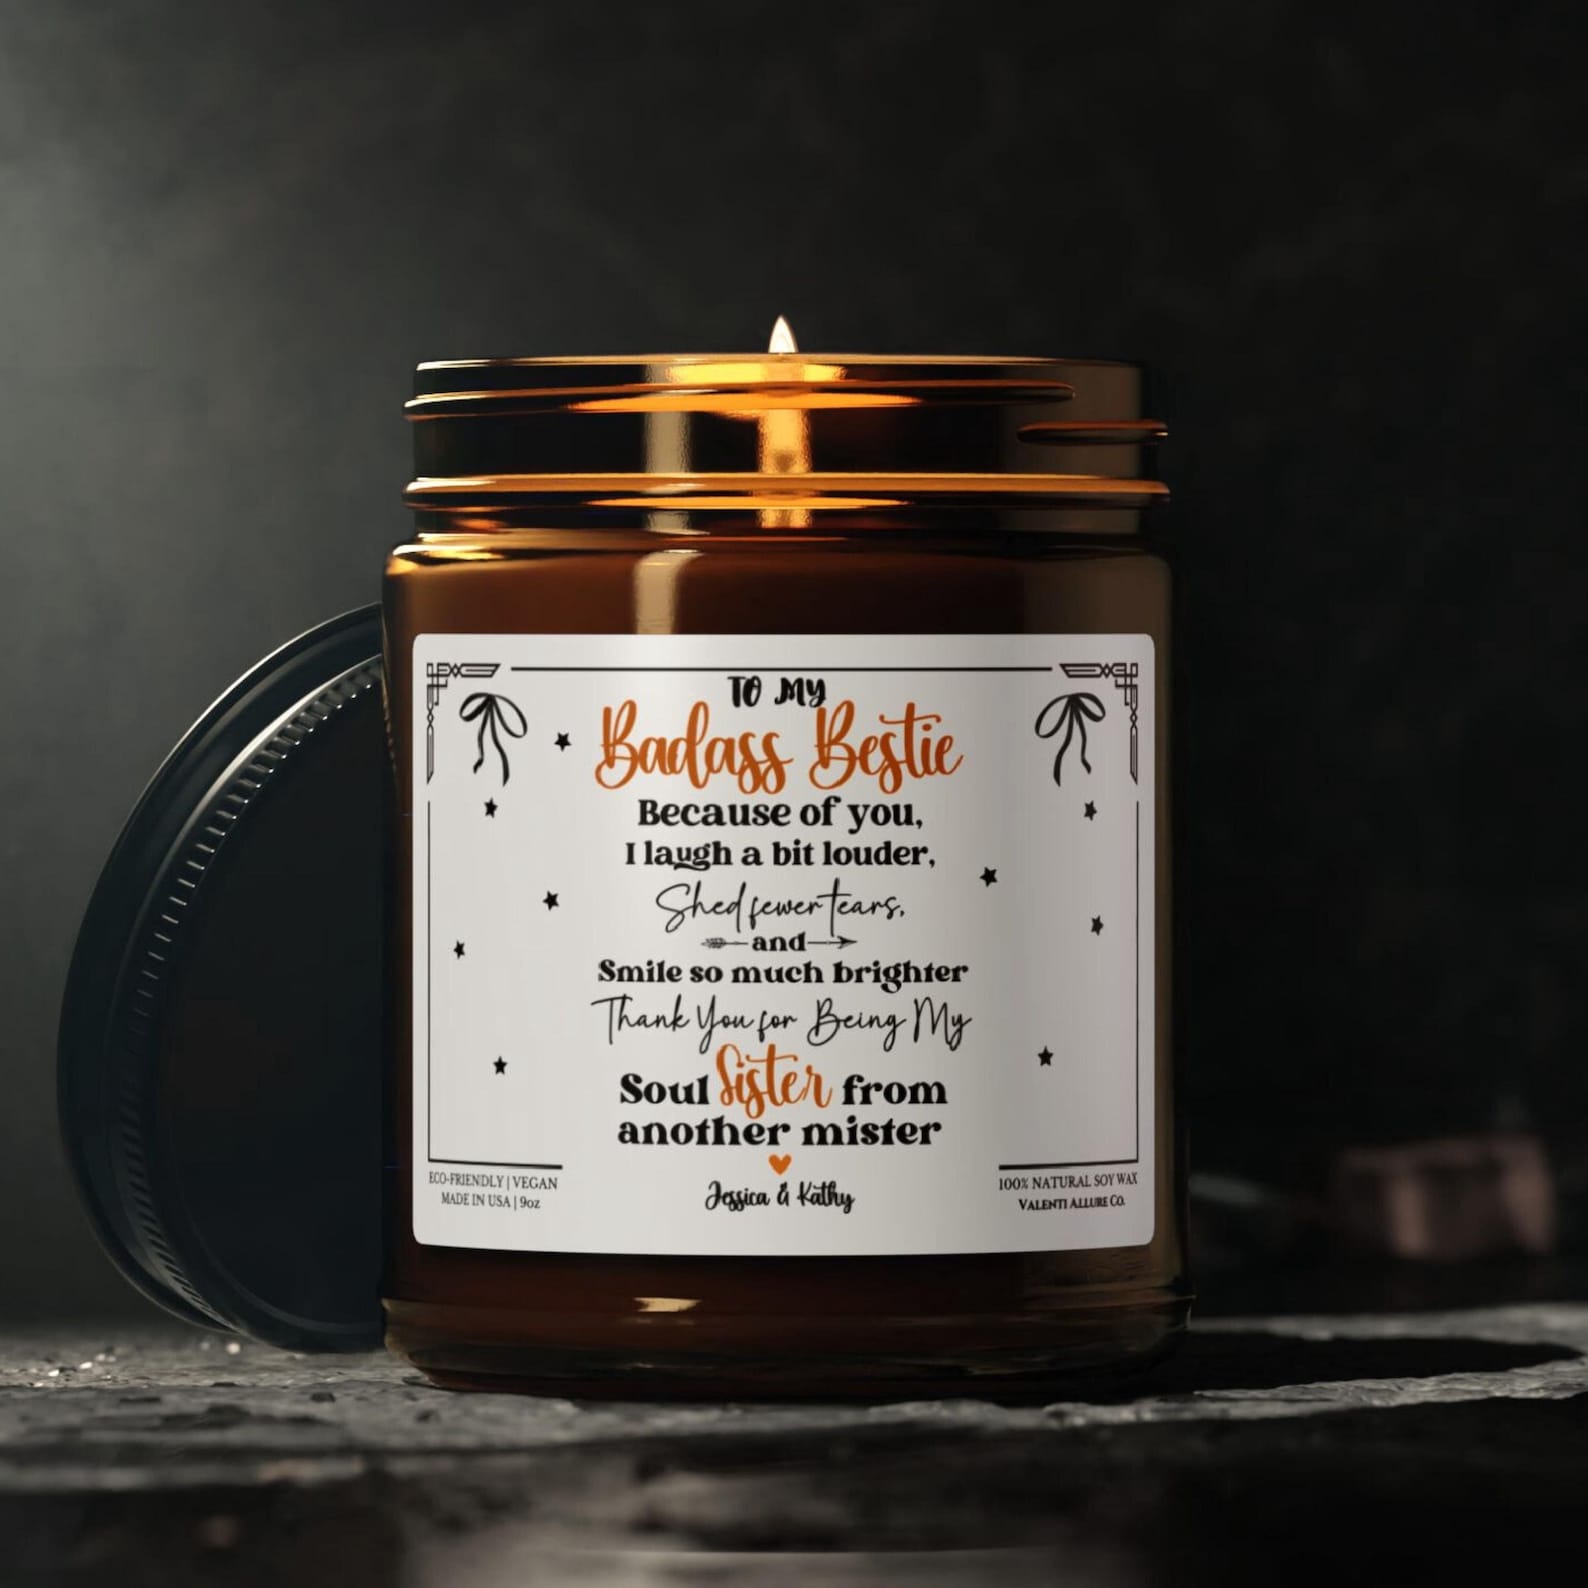 TO MY
Badass Bestie
Because of you,
I laugh a bit louder,
Shed fewer tears,
and
Smile so much brighter
Thank You for Being My
Soul Sister from
another mister
Jessica & Kathy
ECO-FRIENDLY | VEGAN
MADE IN USA | 9oz
100% NATURAL SOY WAX
VALENTI ALLURE CO.